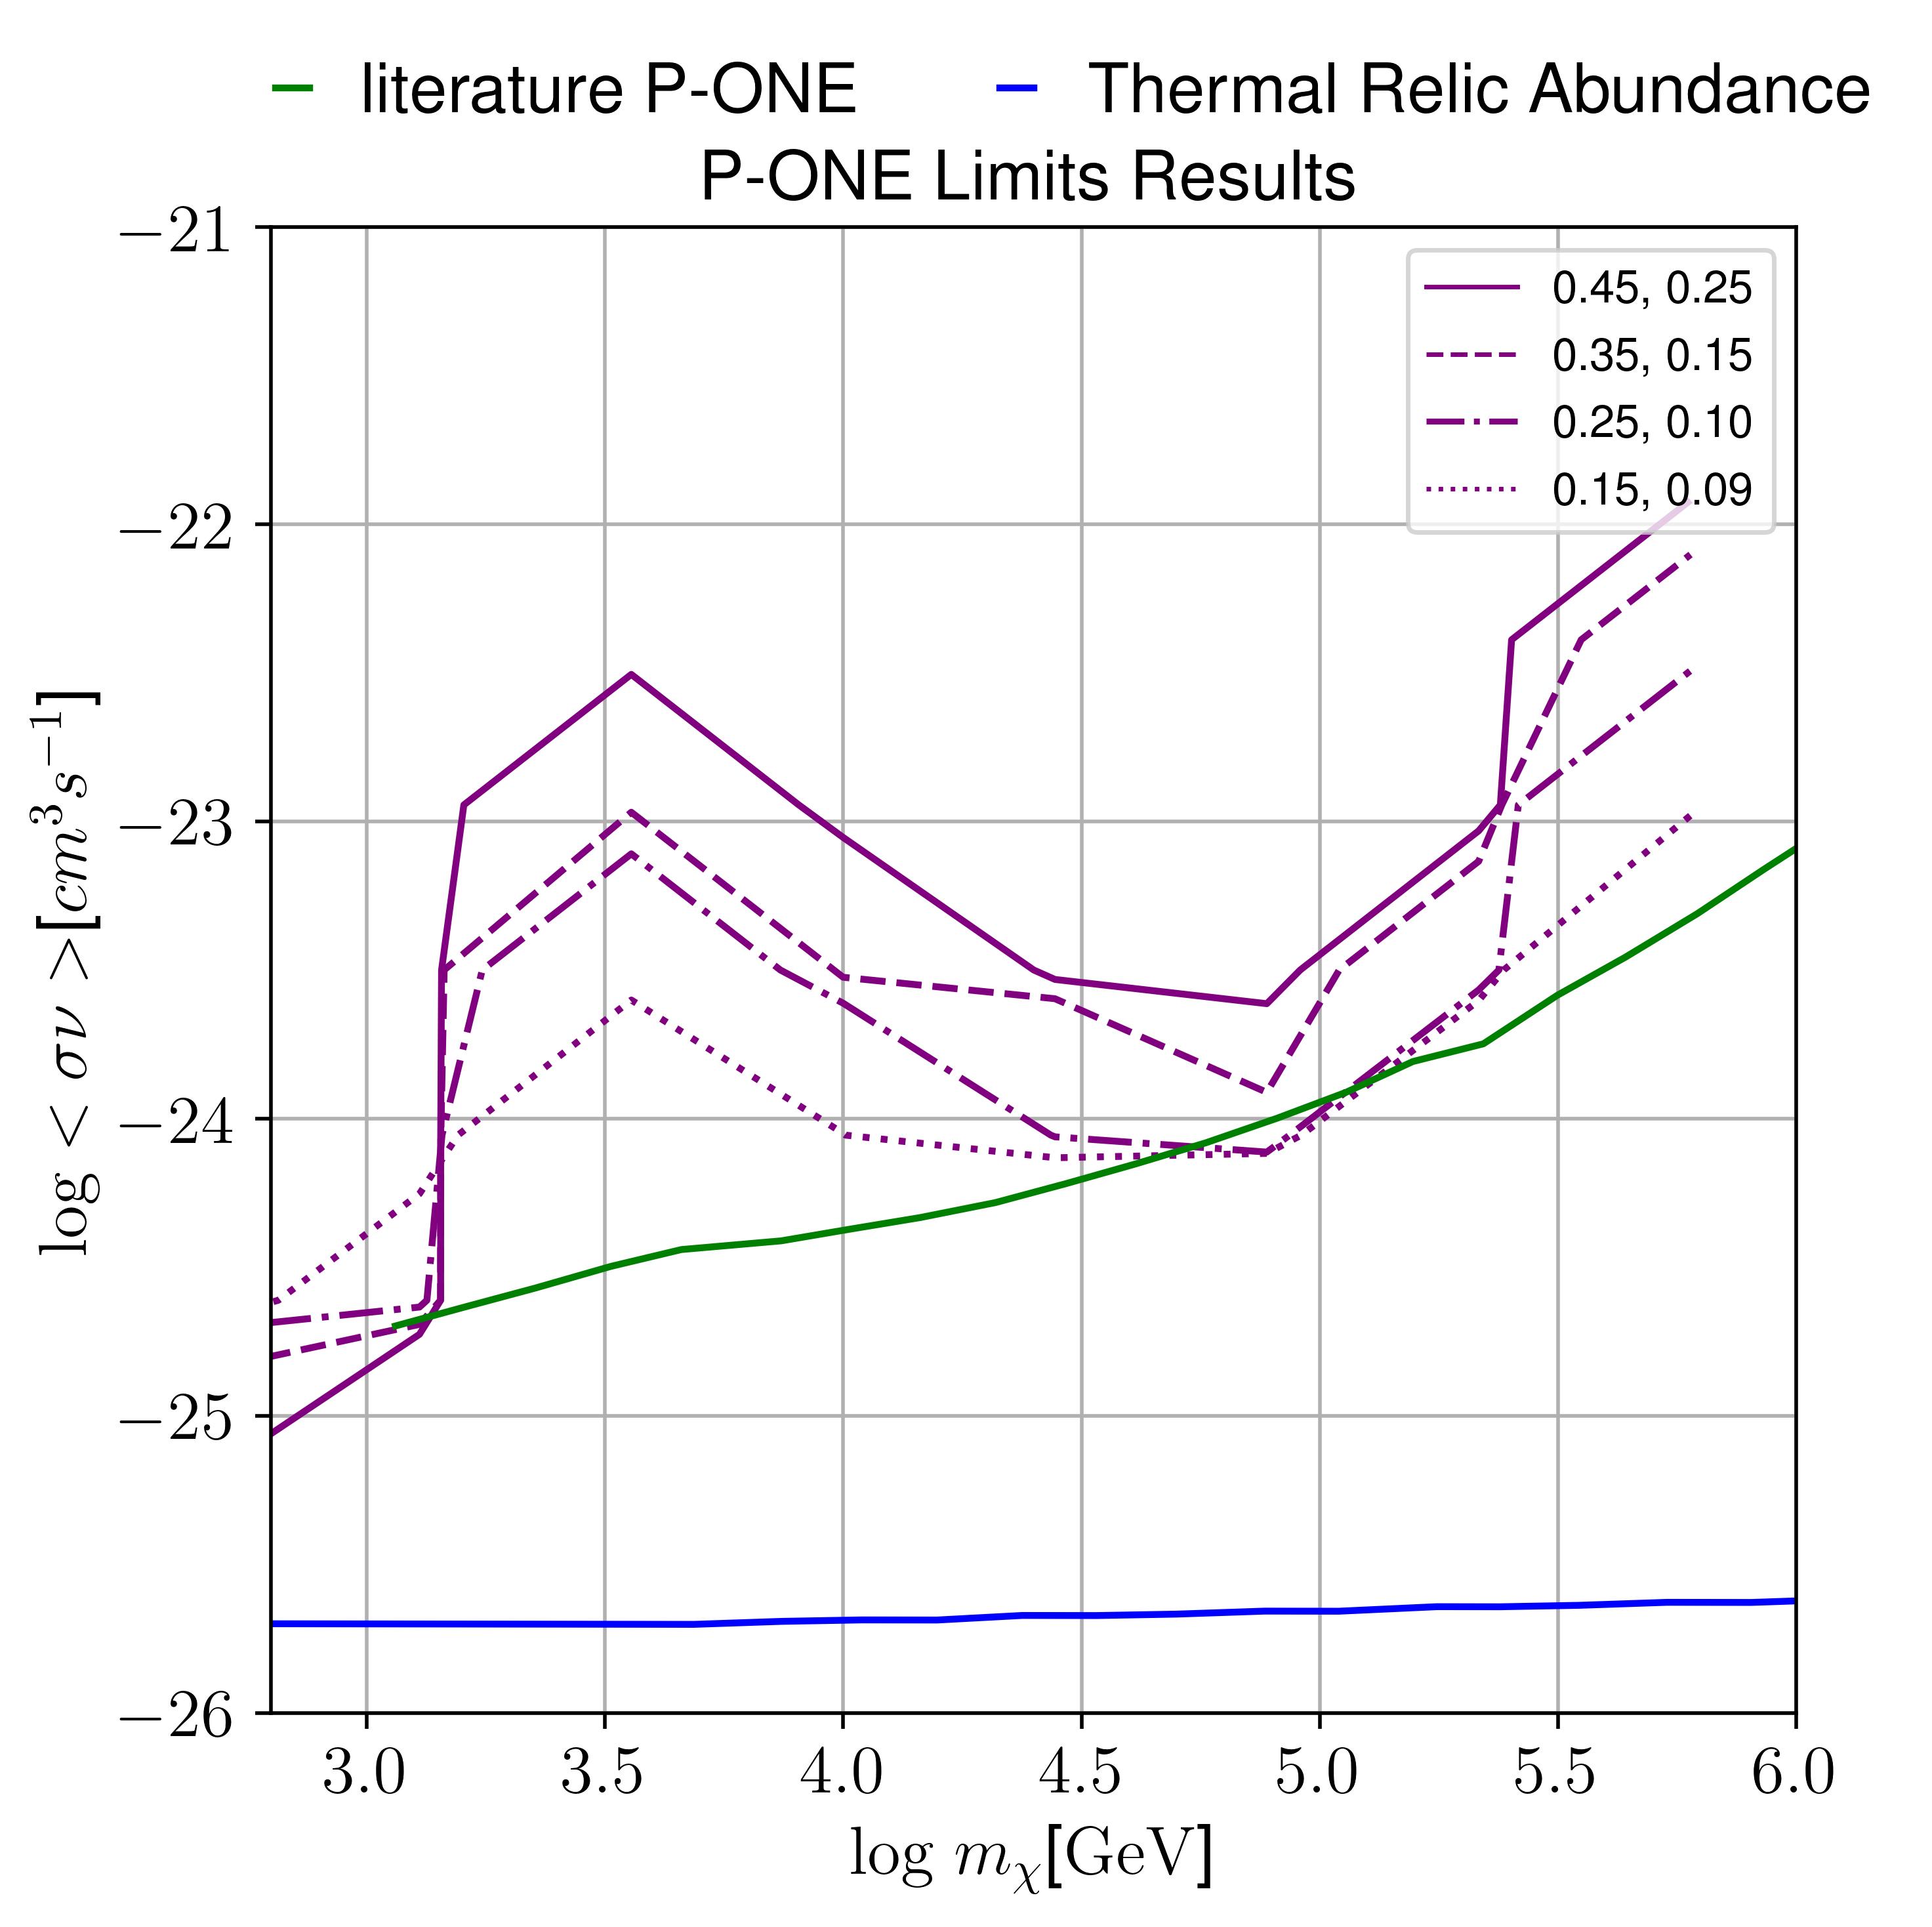 literature P-ONE Thermal Relic Abundance
P-ONE Limits Results
0.45, 0.25
0.35, 0.15
0.25, 0.10
0.15, 0.09
−21
−22
−23
−24
−25
−26
log < σν >[cm³s⁻¹]
3.0 3.5 4.0 4.5 5.0 5.5 6.0
log mᵪ[GeV]